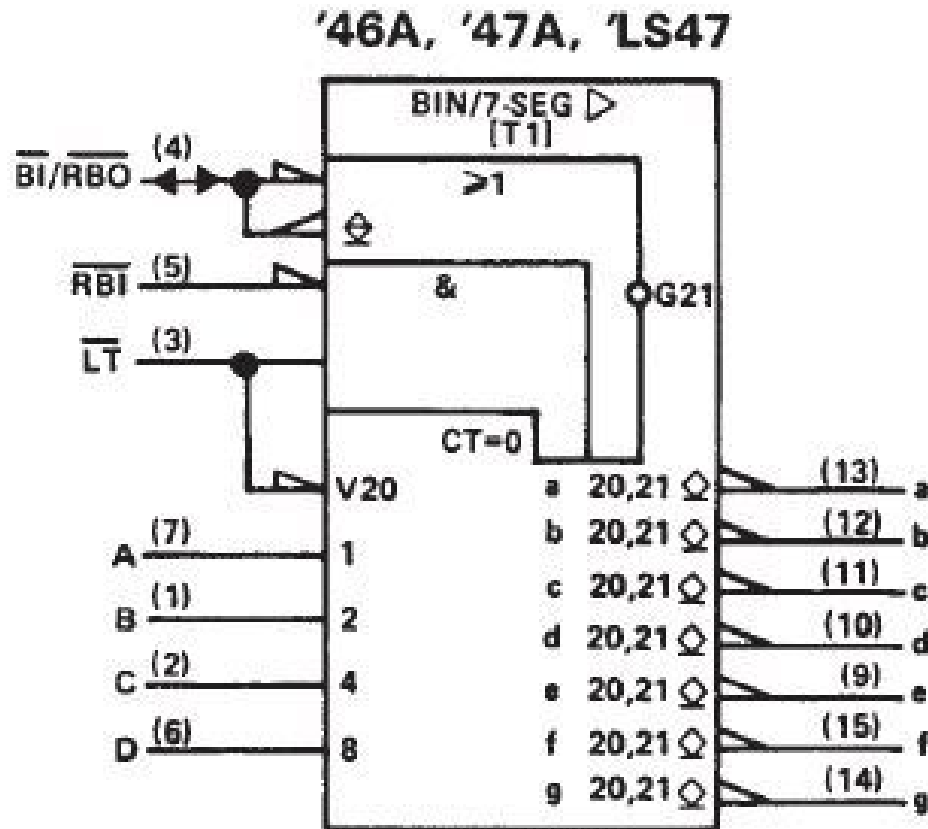 '46A, '47A, 'LS47
BIN/7-SEG ▷
[T1]
BI/RBO (4)
≥1
RBI (5)
&
G21
LT (3)
CT=0
V20
a 20,21 (13) a
b 20,21 (12) b
A (7) 1
c 20,21 (11) c
B (1) 2
d 20,21 (10) d
C (2) 4
e 20,21 (9) e
D (6) 8
f 20,21 (15) f
g 20,21 (14) g